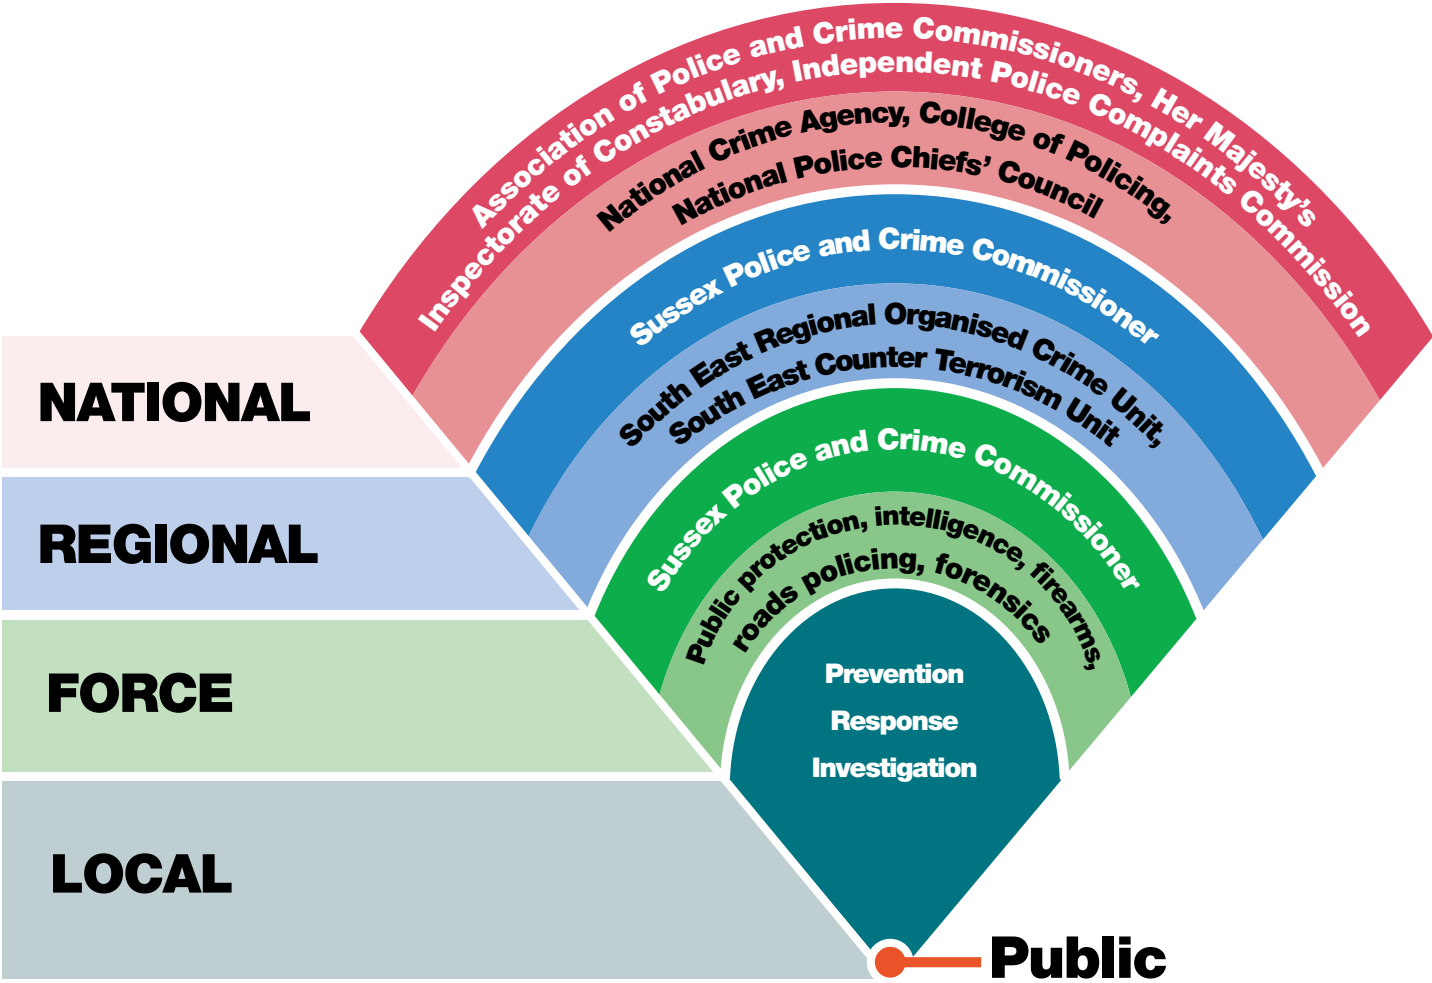 Association of Police and Crime Commissioners, Her Majesty's
Inspectorate of Constabulary, Independent Police Complaints Commission
National Crime Agency, College of Policing,
National Police Chiefs' Council
NATIONAL
Sussex Police and Crime Commissioner
South East Regional Organised Crime Unit,
South East Counter Terrorism Unit
REGIONAL
Sussex Police and Crime Commissioner
Public protection, intelligence, firearms,
roads policing, forensics
FORCE
Prevention
Response
Investigation
LOCAL
Public